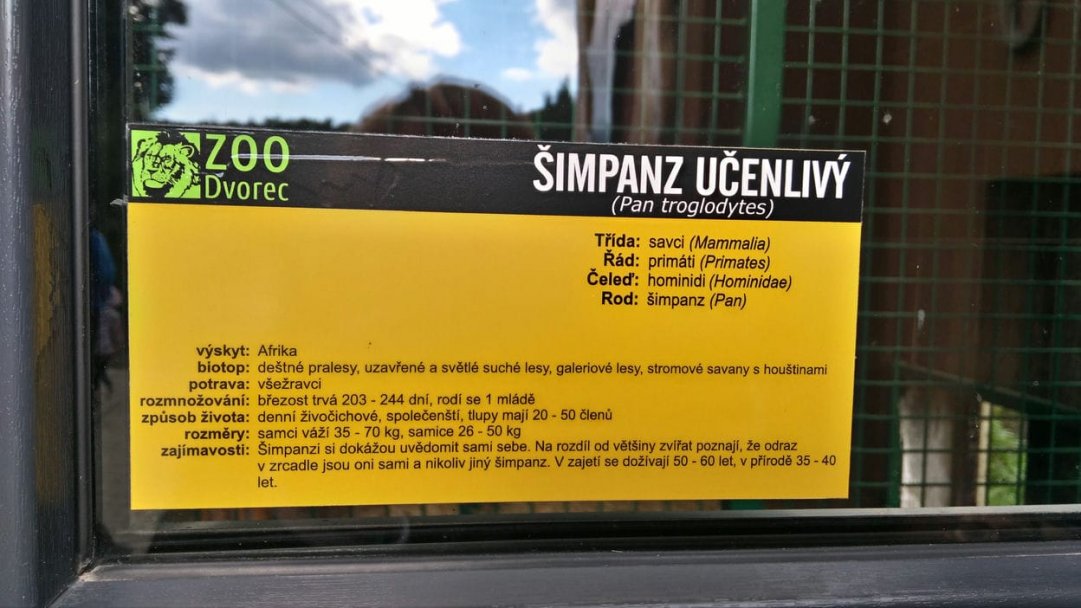 ZOO
Dvorec
ŠIMPANZ UČENLIVÝ
(Pan troglodytes)
Třída: savci (Mammalia)
Řád: primáti (Primates)
Čeleď: hominidi (Hominidae)
Rod: šimpanz (Pan)
výskyt: Afrika
biotop: deštné pralesy, uzavřené a světlé suché lesy, galeriové lesy, stromové savany s houštinami
potrava: všežravci
rozmnožování: březost trvá 203 - 244 dní, rodí se 1 mládě
způsob života: denní živočichové, společenští, tlupy mají 20 - 50 členů
rozměry: samci váží 35 - 70 kg, samice 26 - 50 kg
zajímavosti: Šimpanzi si dokážou uvědomit sami sebe. Na rozdíl od většiny zvířat poznají, že odraz
v zrcadle jsou oni sami a nikoliv jiný šimpanz. V zajetí se dožívají 50 - 60 let, v přírodě 35 - 40
let.